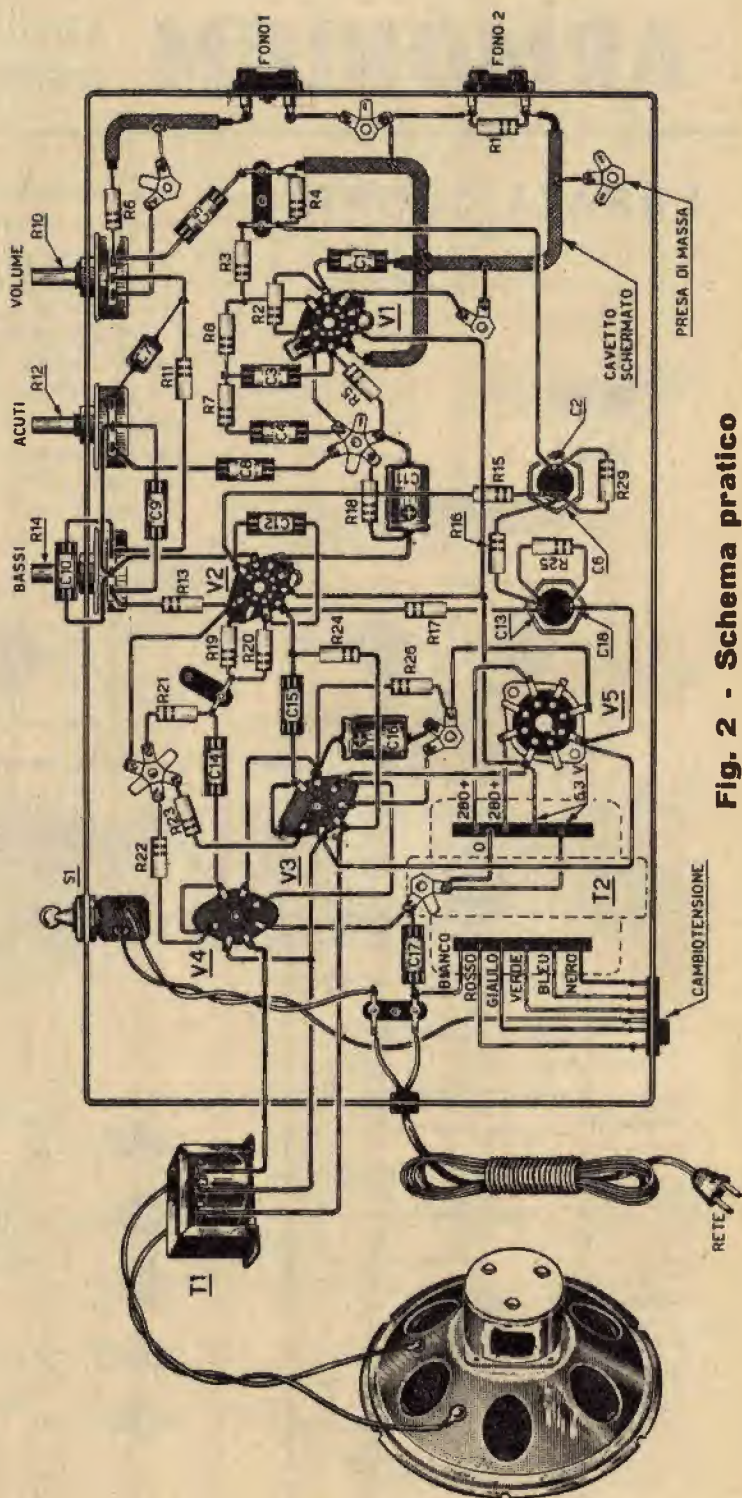 FONO 1
FONO 2
VOLUME
R10
R6
R4
R3
ACUTI
R12
R11
R8
R7
R2
C1
V1
R1
C3
C4
R5
C8
C9
BASSI
R14
C10
R13
V2
C12
R18
C11
R15
R16
C2
R29
C6
R25
C13
C18
R17
PRESA DI MASSA
CAVETTO
SCHERMATO
R19
R20
R21
R24
C15
C14
R26
C16
V5
R23
R22
V3
V4
S1
280+
280+
0
6.3 V
T2
C17
BIANCO
ROSSO
GIALLO
VERDE
BLEU
NERO
CAMBIOTENSIONE
T1
RETE
Fig. 2 - Schema pratico